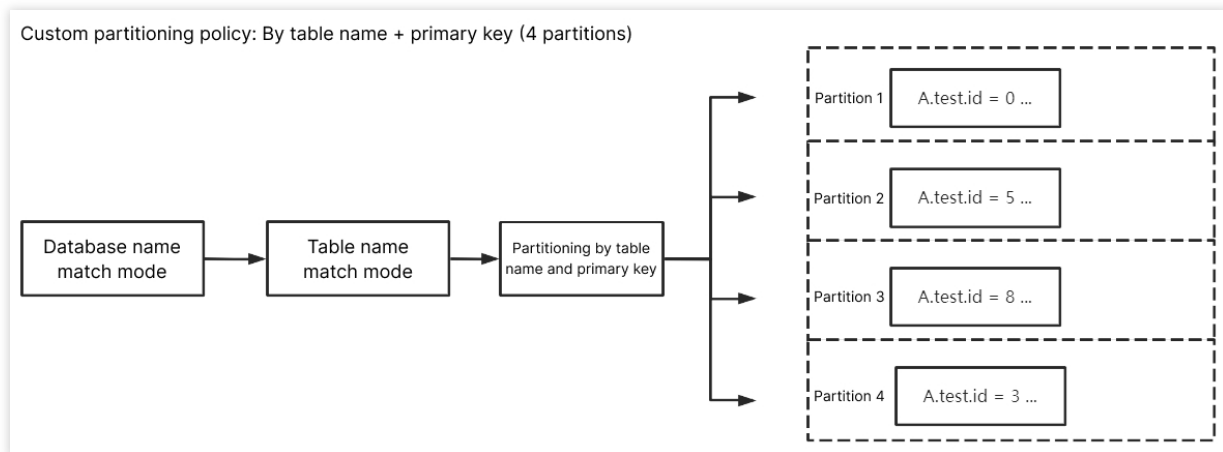 Custom partitioning policy: By table name + primary key (4 partitions)
Database name
match mode
Table name
match mode
Partitioning by table
name and primary key
Partition 1
A.test.id = 0 ...
Partition 2
A.test.id = 5 ...
Partition 3
A.test.id = 8 ...
Partition 4
A.test.id = 3 ...